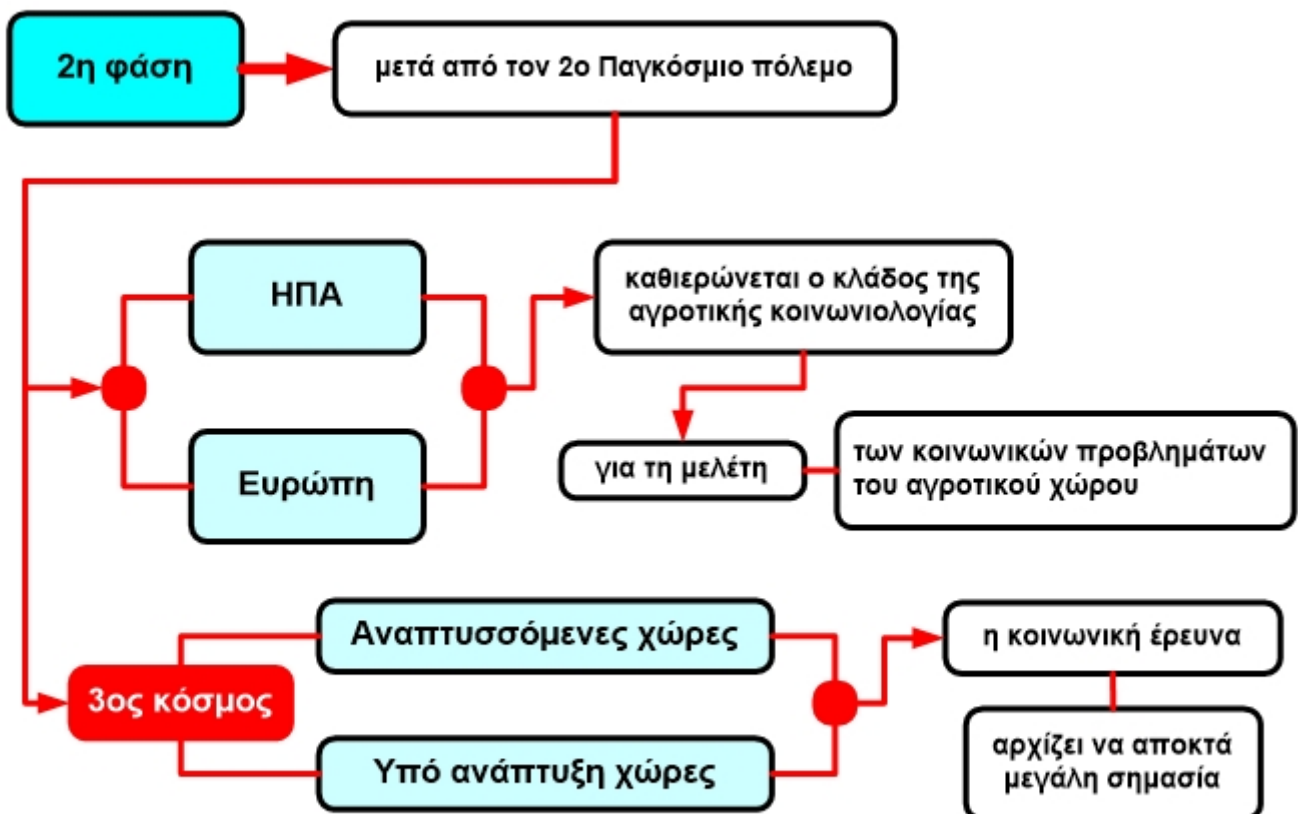 2η φάση
μετά από τον 2ο Παγκόσμιο πόλεμο
ΗΠΑ
καθιερώνεται ο κλάδος της
αγροτικής κοινωνιολογίας
Ευρώπη
για τη μελέτη
των κοινωνικών προβλημάτων
του αγροτικού χώρου
3ος κόσμος
Αναπτυσσόμενες χώρες
Υπό ανάπτυξη χώρες
η κοινωνική έρευνα
αρχίζει να αποκτά
μεγάλη σημασία